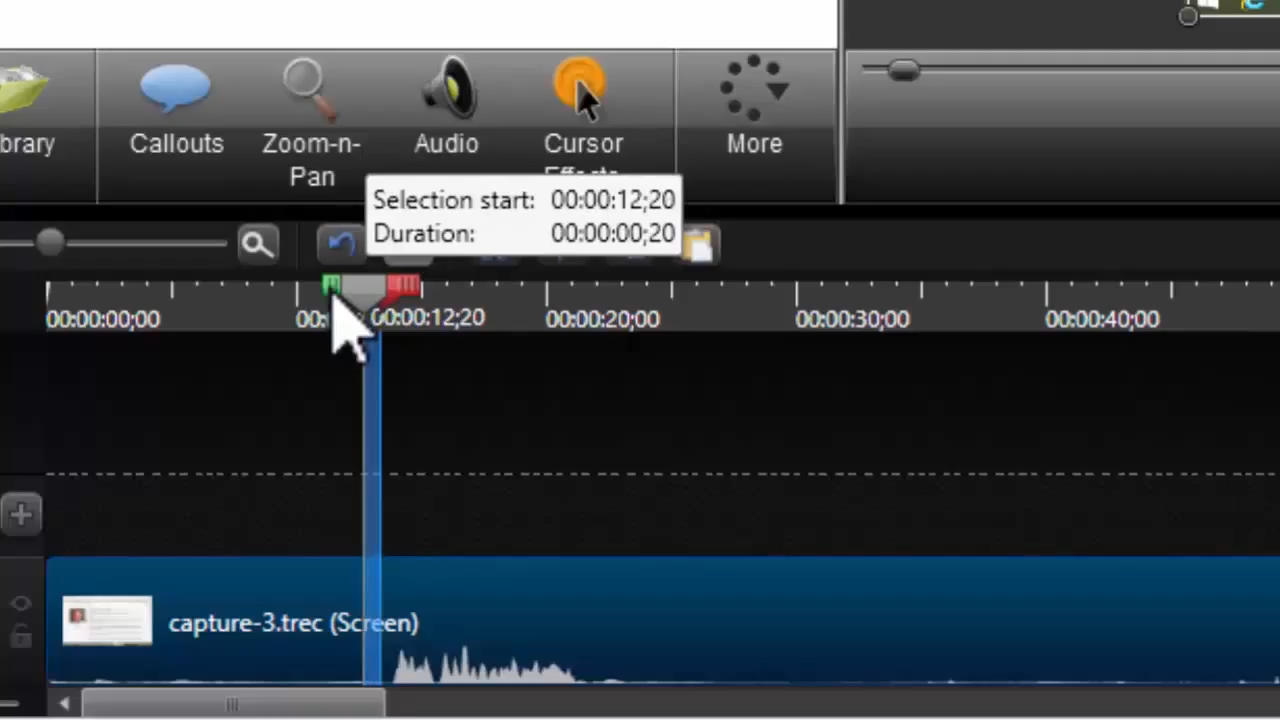 brary
Callouts
Zoom-n-
Pan
Audio
Cursor
More
Selection start: 00:00:12;20
Duration: 00:00:00;20
00:00:00;00
00:00:12;20
00:00:20;00
00:00:30;00
00:00:40;00
capture-3.trec (Screen)